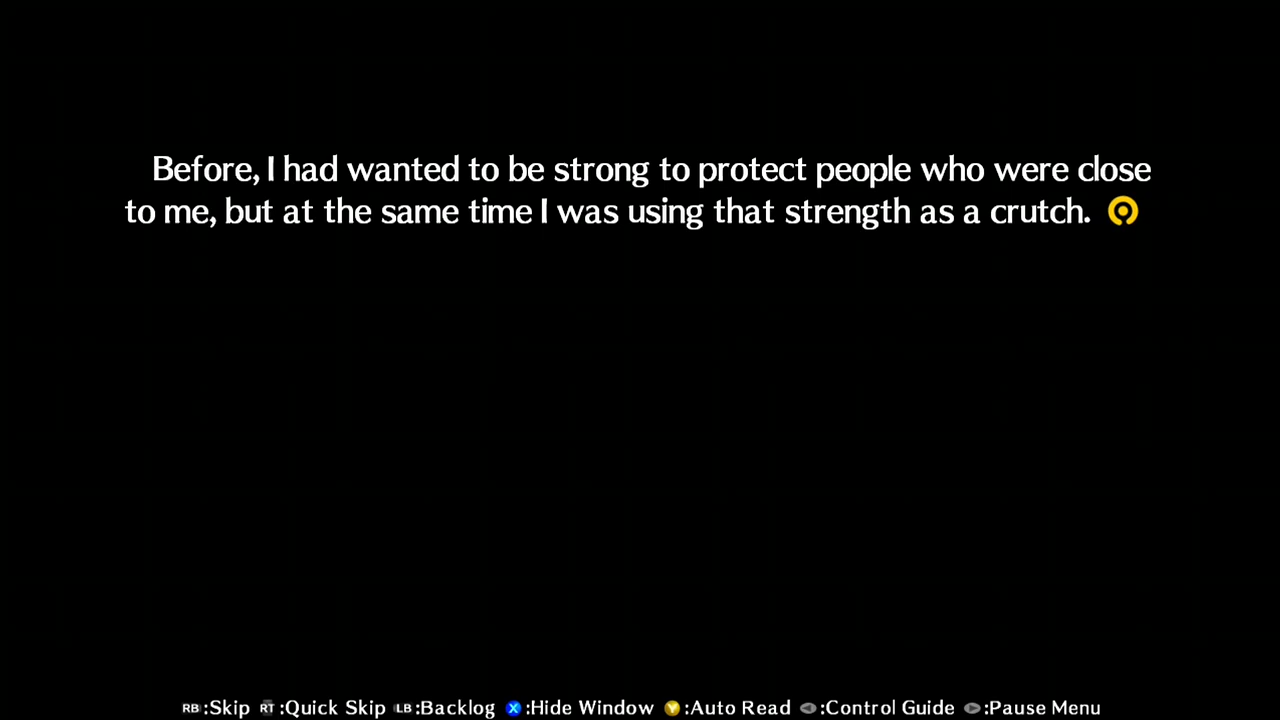 Before, I had wanted to be strong to protect people who were close
to me, but at the same time I was using that strength as a crutch.
RB:Skip RT:Quick Skip LB:Backlog X:Hide Window Y:Auto Read :Control Guide :Pause Menu